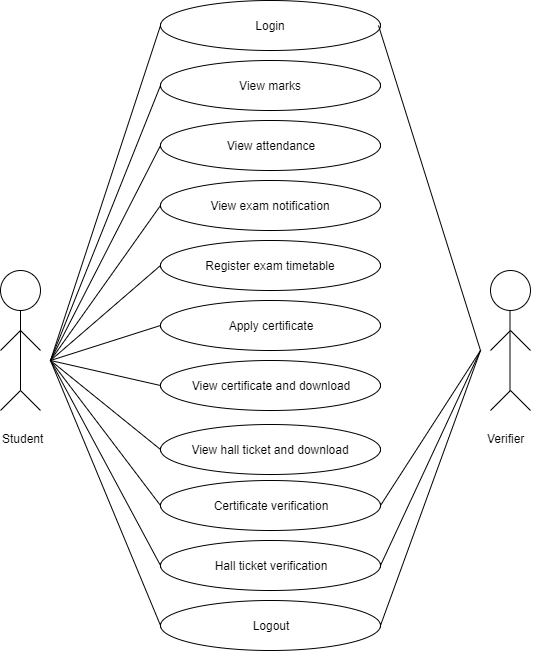 Login
View marks
View attendance
View exam notification
Register exam timetable
Apply certificate
View certificate and download
View hall ticket and download
Certificate verification
Hall ticket verification
Logout
Student
Verifier